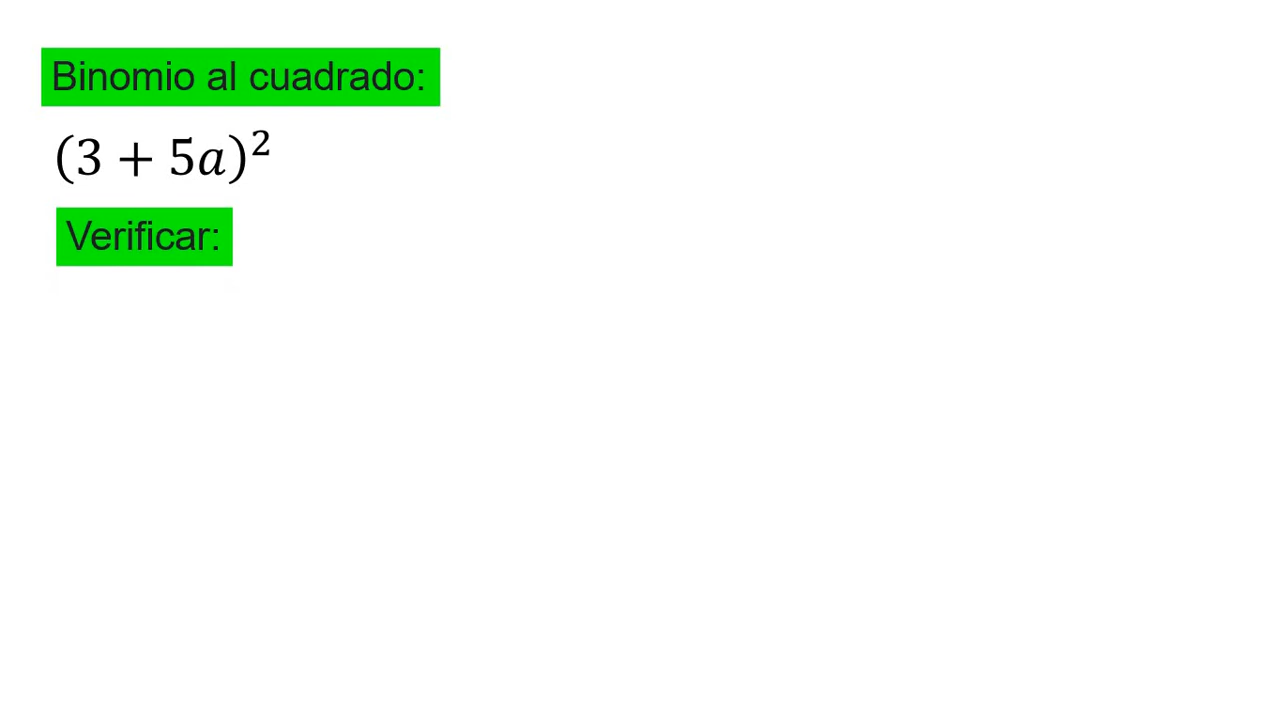 Binomio al cuadrado:
(3 + 5a)²
Verificar: